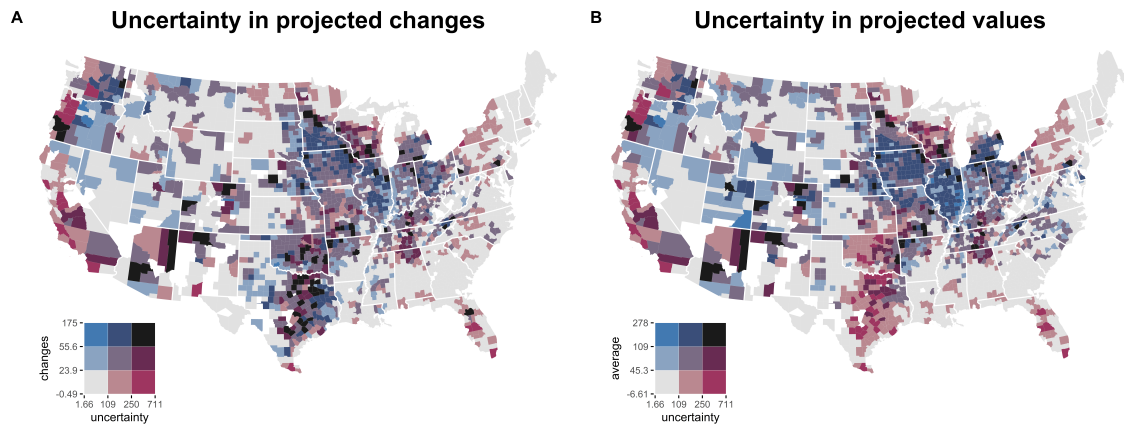 A Uncertainty in projected changes
175
55.6
23.9
-0.49
changes
1.66 109 250 711
uncertainty
B Uncertainty in projected values
278
109
45.3
-6.61
average
1.66 109 250 711
uncertainty